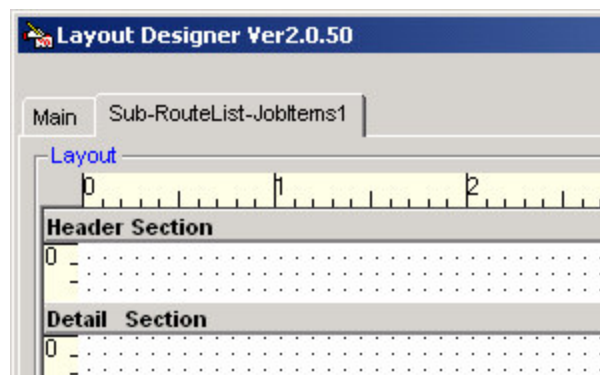 Layout Designer Ver2.0.50
Main Sub-RouteList-JobItems1
Layout
0 1 2
Header Section
0
Detail Section
0